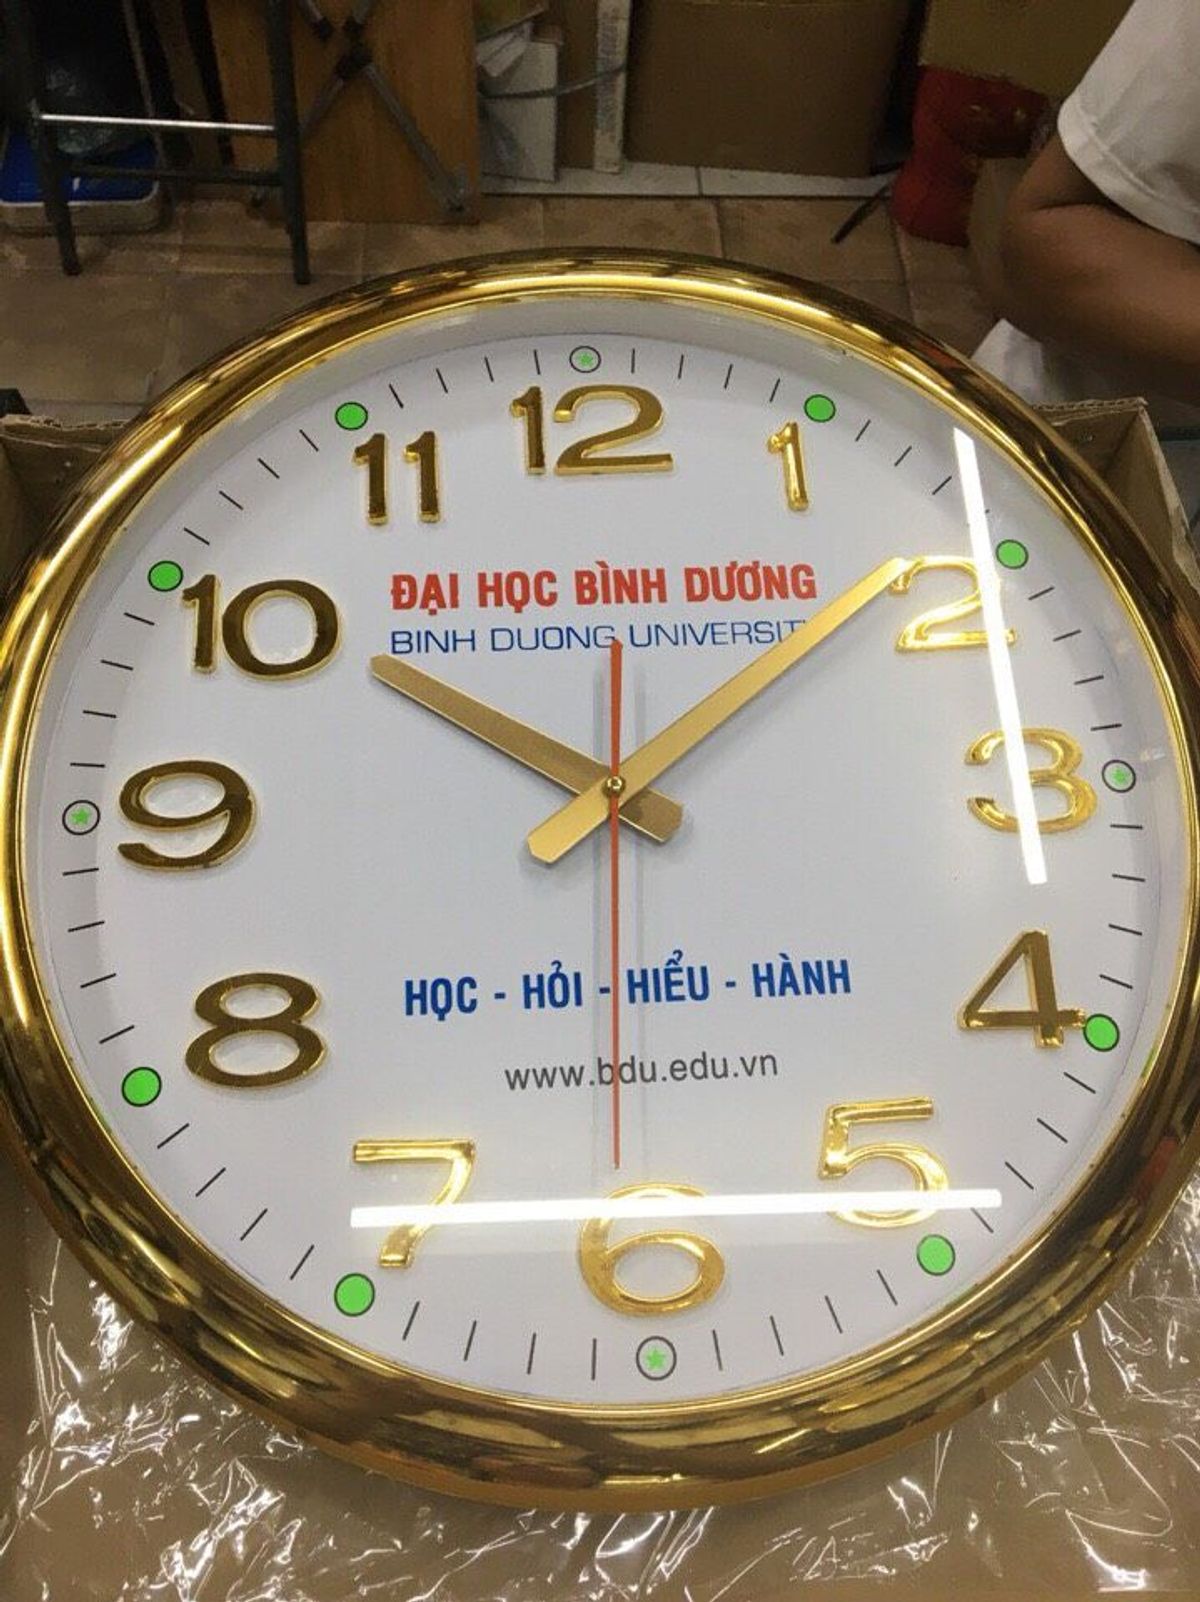 12
11 1
ĐẠI HỌC BÌNH DƯƠNG
10 2
BINH DUONG UNIVERSIT
9 3
HỌC - HỎI - HIỂU - HÀNH
8 4
www.bdu.edu.vn
7 5
6